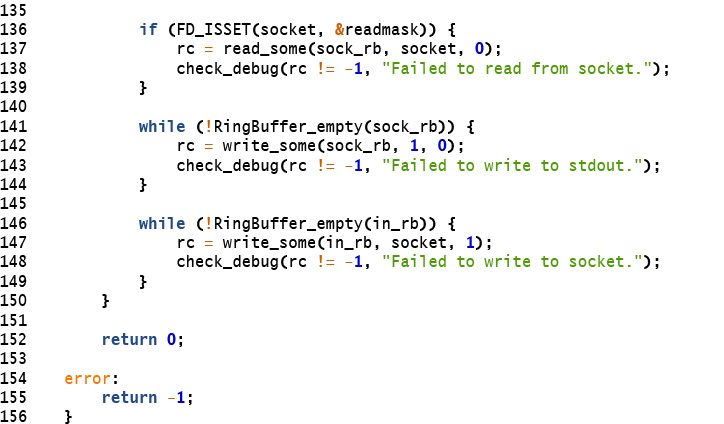 135
136            if (FD_ISSET(socket, &readmask)) {
137                rc = read_some(sock_rb, socket, 0);
138                check_debug(rc != -1, "Failed to read from socket.");
139            }
140
141            while (!RingBuffer_empty(sock_rb)) {
142                rc = write_some(sock_rb, 1, 0);
143                check_debug(rc != -1, "Failed to write to stdout.");
144            }
145
146            while (!RingBuffer_empty(in_rb)) {
147                rc = write_some(in_rb, socket, 1);
148                check_debug(rc != -1, "Failed to write to socket.");
149            }
150        }
151
152        return 0;
153
154    error:
155        return -1;
156    }